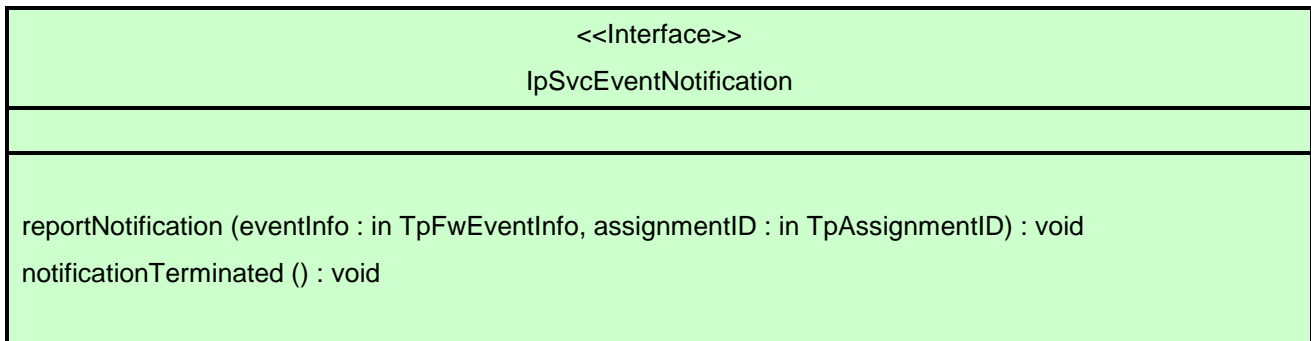 <<Interface>>
IpSvcEventNotification
reportNotification (eventInfo : in TpFwEventInfo, assignmentID : in TpAssignmentID) : void
notificationTerminated () : void